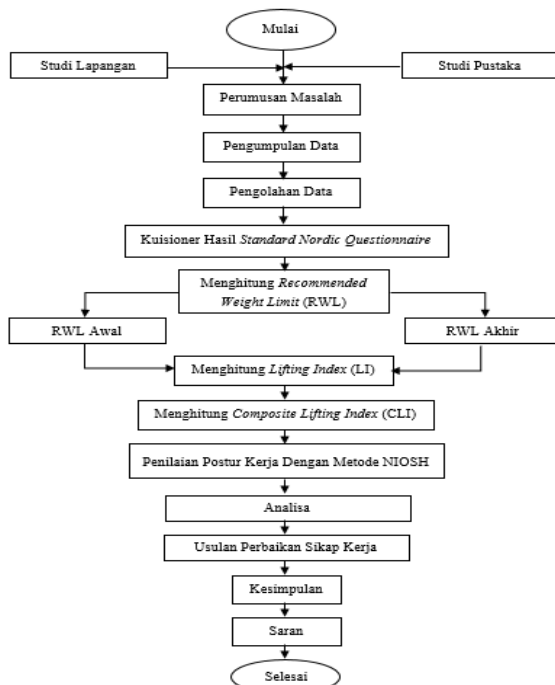 Mulai
Studi Lapangan
Studi Pustaka
Perumusan Masalah
Pengumpulan Data
Pengolahan Data
Kuisioner Hasil Standard Nordic Questionnaire
Menghitung Recommended
Weight Limit (RWL)
RWL Awal
RWL Akhir
Menghitung Lifting Index (LI)
Menghitung Composite Lifting Index (CLI)
Penilaian Postur Kerja Dengan Metode NIOSH
Analisa
Usulan Perbaikan Sikap Kerja
Kesimpulan
Saran
Selesai